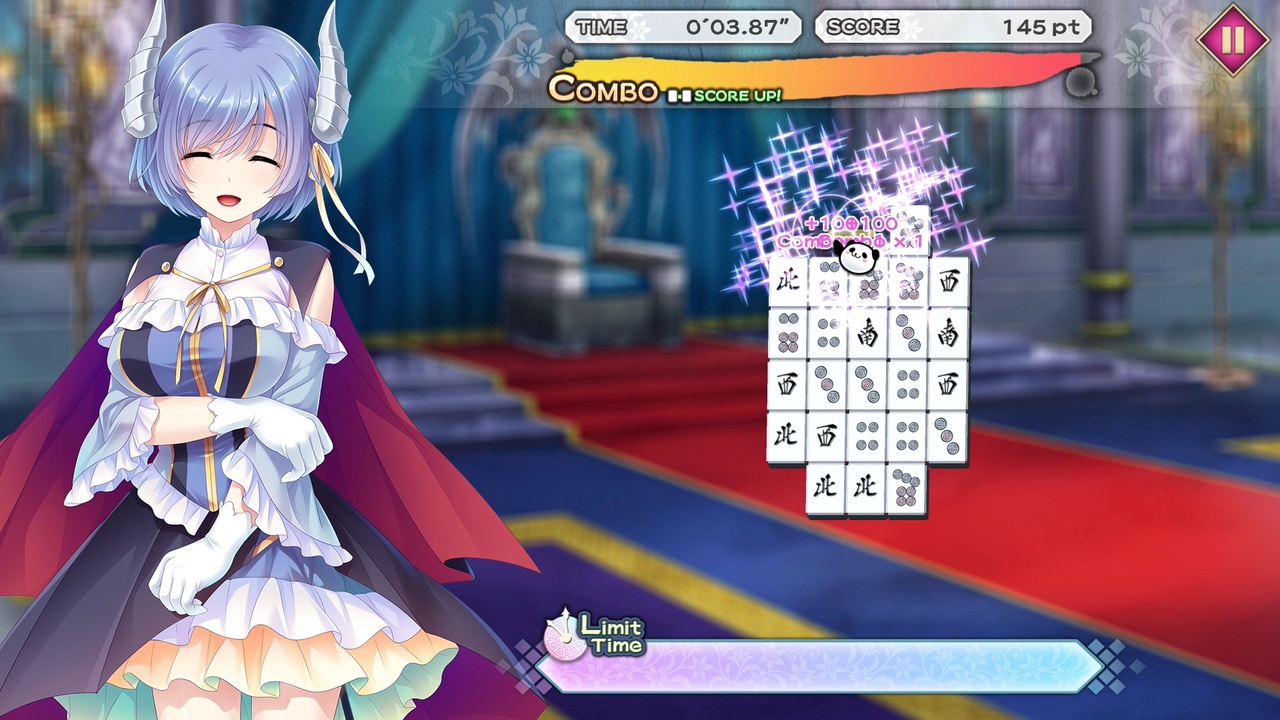 TIME 0´03.87” SCORE 145 pt
COMBO SCORE UP!
北 西
南 南
西 西
北 西
北 北
Limit
Time